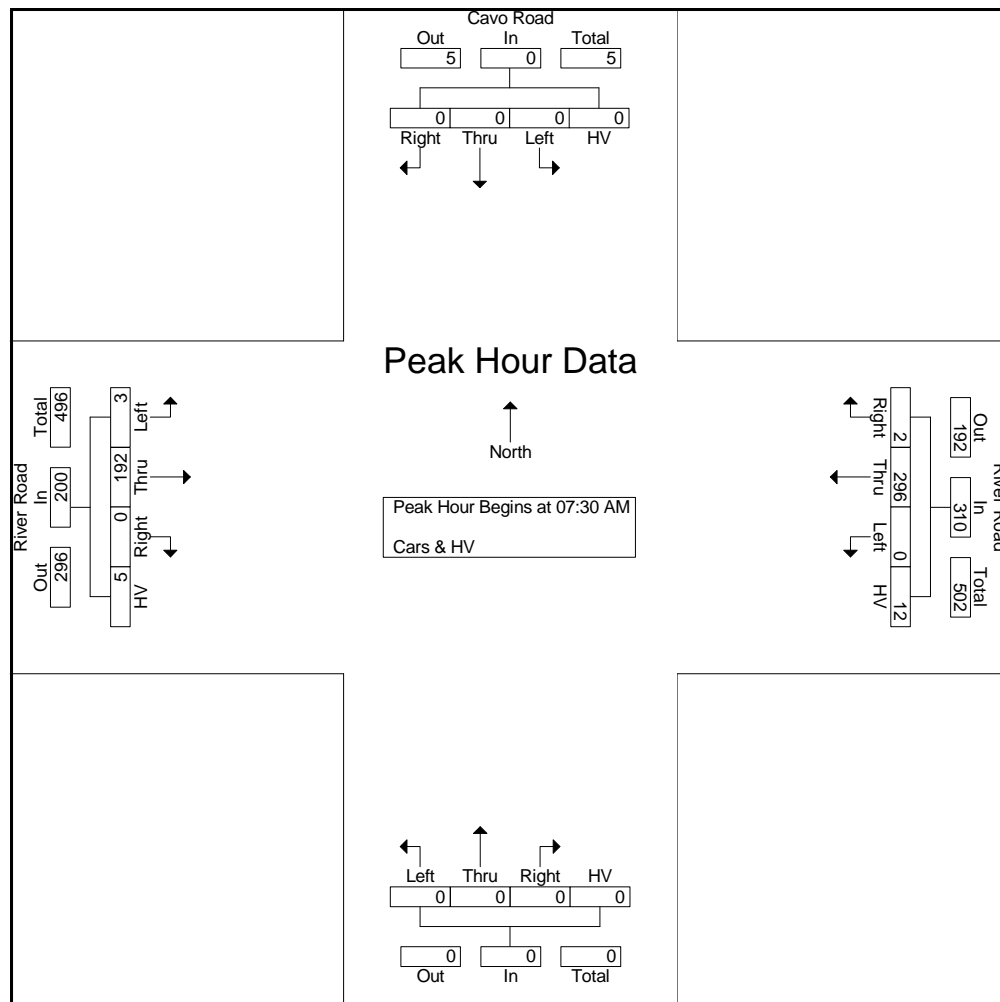 Cavo Road
Out In Total
5 0 5
0 0 0 0
Right Thru Left HV
Peak Hour Data
North
Peak Hour Begins at 07:30 AM
Cars & HV
River Road
Total In Out
496 200 296
3 192 0 5
Left Thru Right HV
Right Thru Left HV
2 296 0 12
Out In Total
192 310 502
River Road
Left Thru Right HV
0 0 0 0
0 0 0
Out In Total